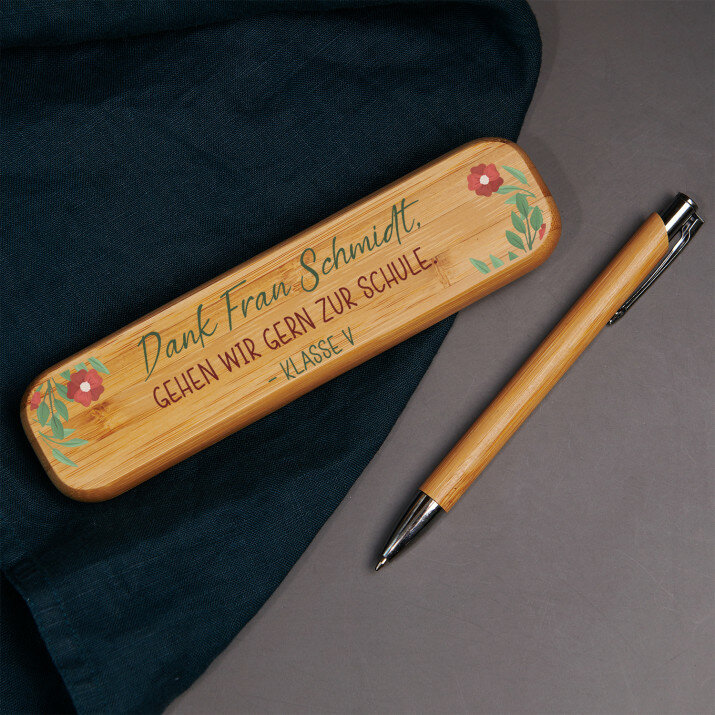 Dank Frau Schmidt,
GEHEN WIR GERN ZUR SCHULE.
- KLASSE V